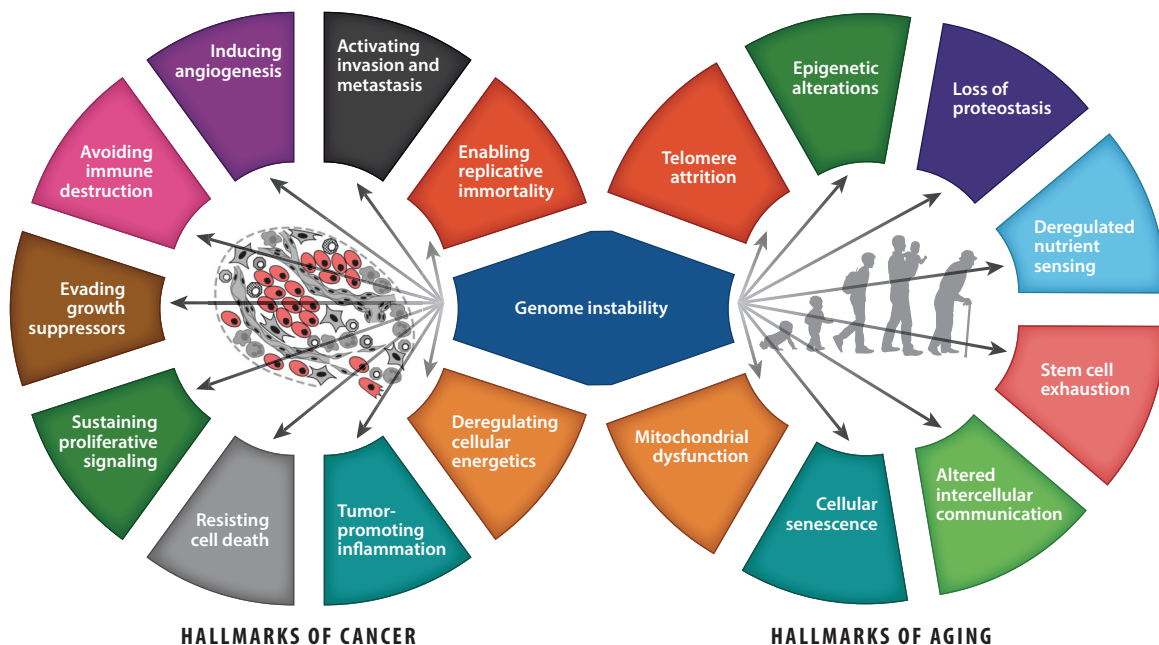 Inducing
angiogenesis
Activating
invasion and
metastasis
Avoiding
immune
destruction
Enabling
replicative
immortality
Evading
growth
suppressors
Sustaining
proliferative
signaling
Resisting
cell death
Tumor-
promoting
inflammation
Deregulating
cellular
energetics
Genome instability
Telomere
attrition
Epigenetic
alterations
Loss of
proteostasis
Deregulated
nutrient
sensing
Stem cell
exhaustion
Altered
intercellular
communication
Cellular
senescence
Mitochondrial
dysfunction
HALLMARKS OF CANCER
HALLMARKS OF AGING